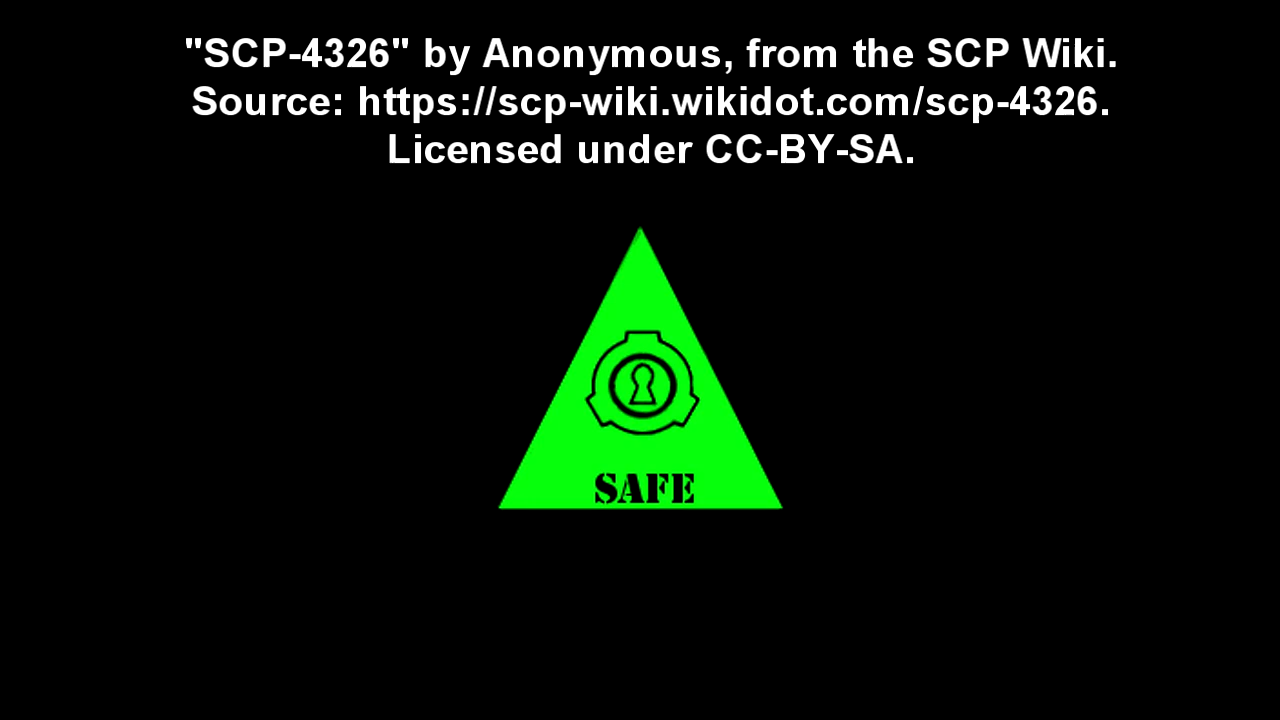 "SCP-4326" by Anonymous, from the SCP Wiki.
Source: https://scp-wiki.wikidot.com/scp-4326.
Licensed under CC-BY-SA.
SAFE